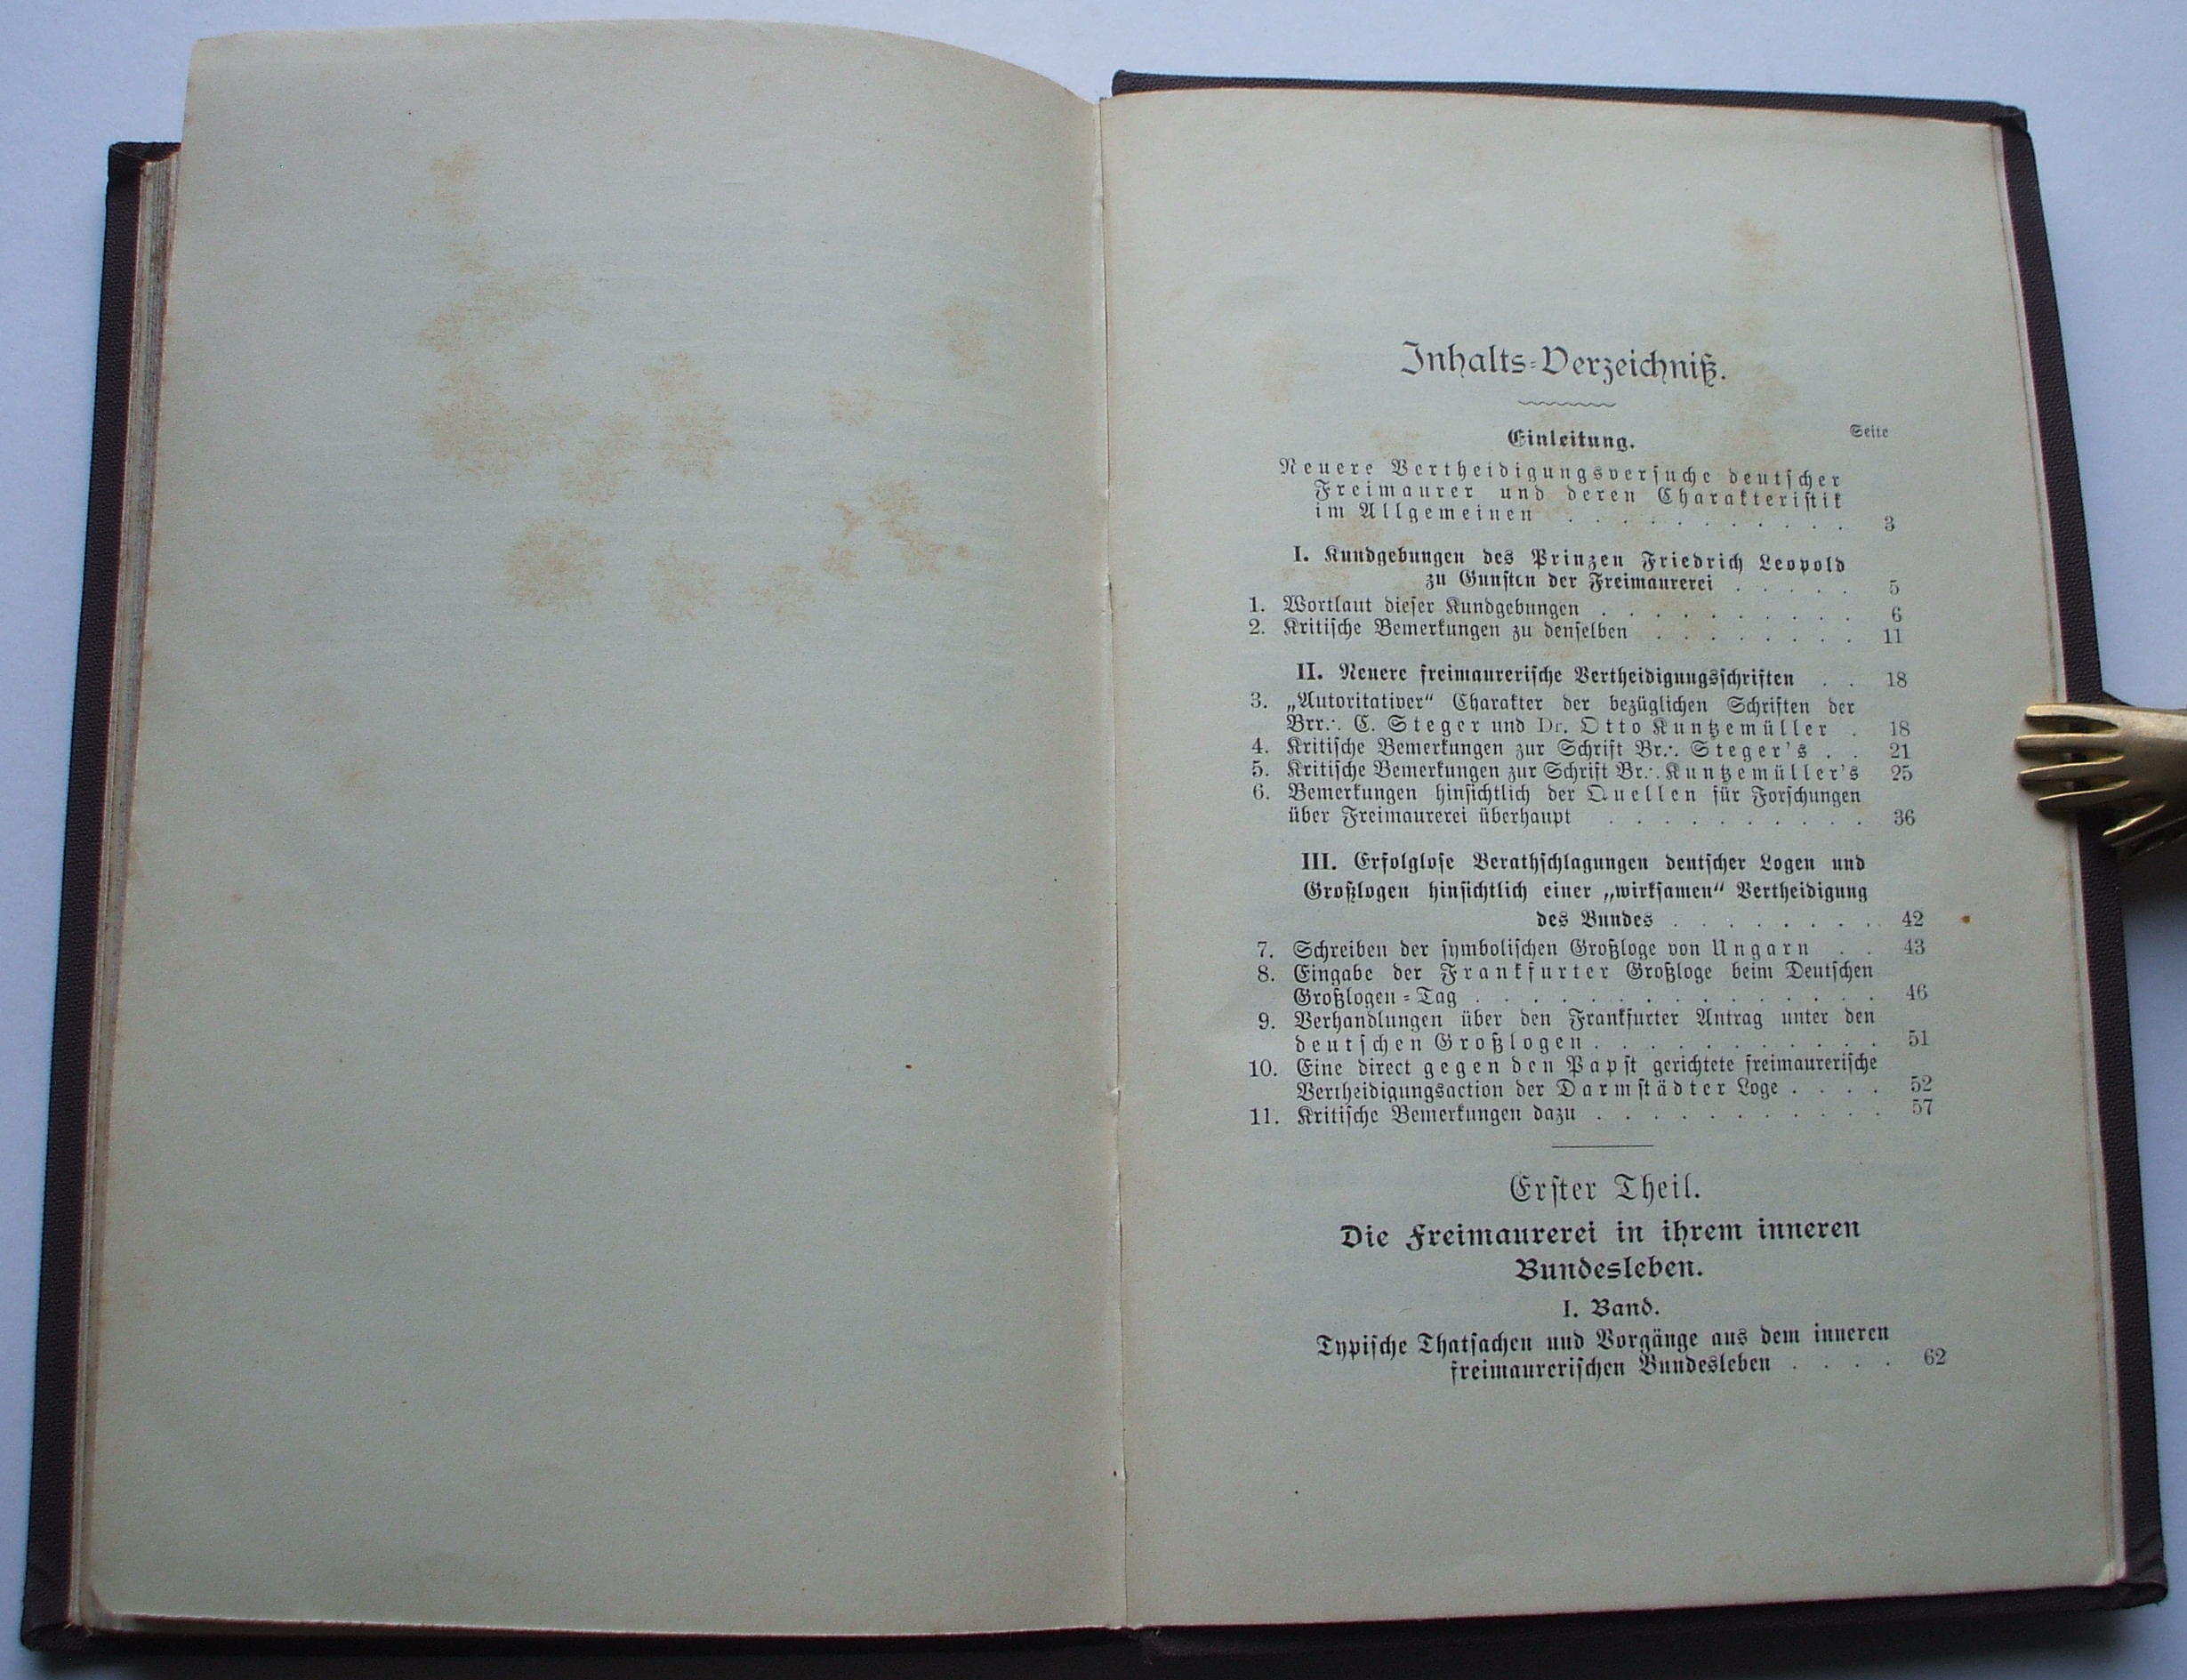 Inhalts-Verzeichniß.
Einleitung.
Seite
Neuere Vertheidigungsversuche deutscher
Freimaurer und deren Charakteristik
im Allgemeinen . . . . . . . . . . . 3
I. Kundgebungen des Prinzen Friedrich Leopold
zu Gunsten der Freimaurerei . . . . . 5
1. Wortlaut dieser Kundgebungen . . . . . . . . . 6
2. Kritische Bemerkungen zu denselben . . . . . . . . 11
II. Neuere freimaurerische Vertheidigungsschriften . . 18
3. „Autoritativer“ Charakter der bezüglichen Schriften der
Brr∴ C. Steger und Dr. Otto Kuntzemüller . 18
4. Kritische Bemerkungen zur Schrift Br∴ Steger's . . 21
5. Kritische Bemerkungen zur Schrift Br∴ Kuntzemüller's 25
6. Bemerkungen hinsichtlich der Quellen für Forschungen
über Freimaurerei überhaupt . . . . . . . . . . 36
III. Erfolglose Berathschlagungen deutscher Logen und
Großlogen hinsichtlich einer „wirksamen“ Vertheidigung
des Bundes . . . . . . . . 42
7. Schreiben der symbolischen Großloge von Ungarn . . 43
8. Eingabe der Frankfurter Großloge beim Deutschen
Großlogen-Tag . . . . . . . . . . . . . . . 46
9. Verhandlungen über den Frankfurter Antrag unter den
deutschen Großlogen . . . . . . . . . . . 51
10. Eine direct gegen den Papst gerichtete freimaurerische
Vertheidigungsaction der Darmstädter Loge . . . . 52
11. Kritische Bemerkungen dazu . . . . . . . . . . . 57
Erster Theil.
Die Freimaurerei in ihrem inneren
Bundesleben.
I. Band.
Typische Thatsachen und Vorgänge aus dem inneren
freimaurerischen Bundesleben . . . . 62